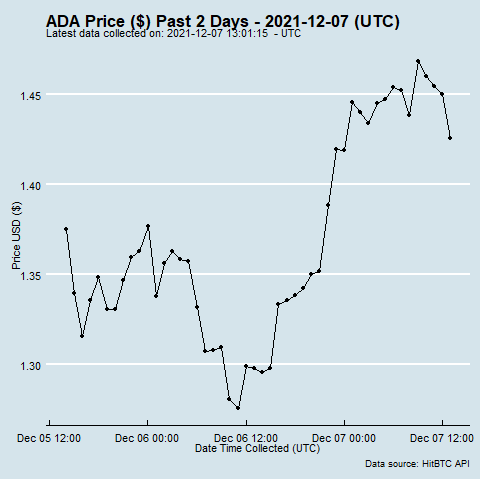 ADA Price ($) Past 2 Days - 2021-12-07 (UTC)
Latest data collected on: 2021-12-07 13:01:15 - UTC
1.45
1.40
1.35
1.30
Price USD ($)
Dec 05 12:00 Dec 06 00:00 Dec 06 12:00 Dec 07 00:00 Dec 07 12:00
Date Time Collected (UTC)
Data source: HitBTC API